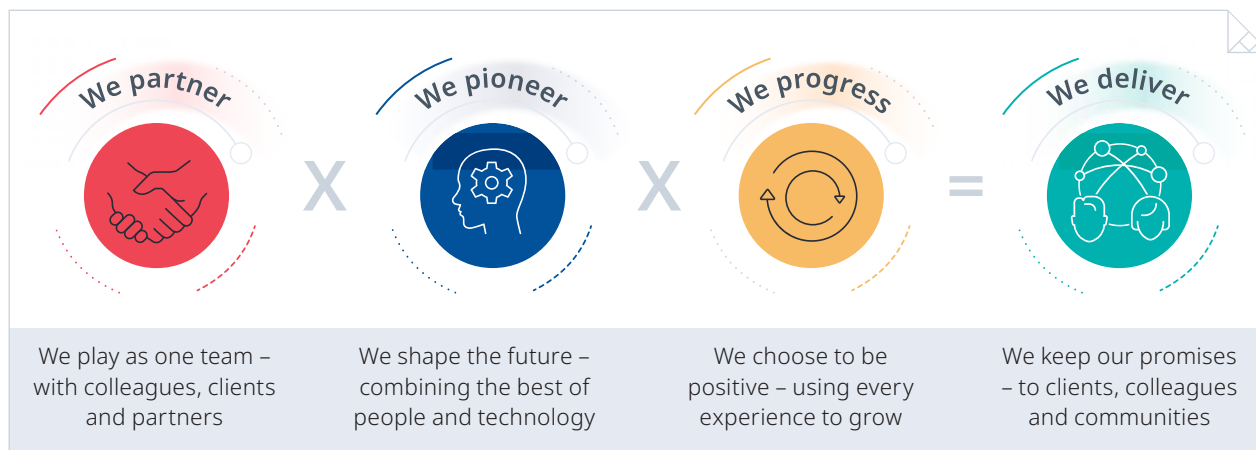 We partner
X
We pioneer
X
We progress
=
We deliver
We play as one team –
with colleagues, clients
and partners
We shape the future –
combining the best of
people and technology
We choose to be
positive – using every
experience to grow
We keep our promises
– to clients, colleagues
and communities